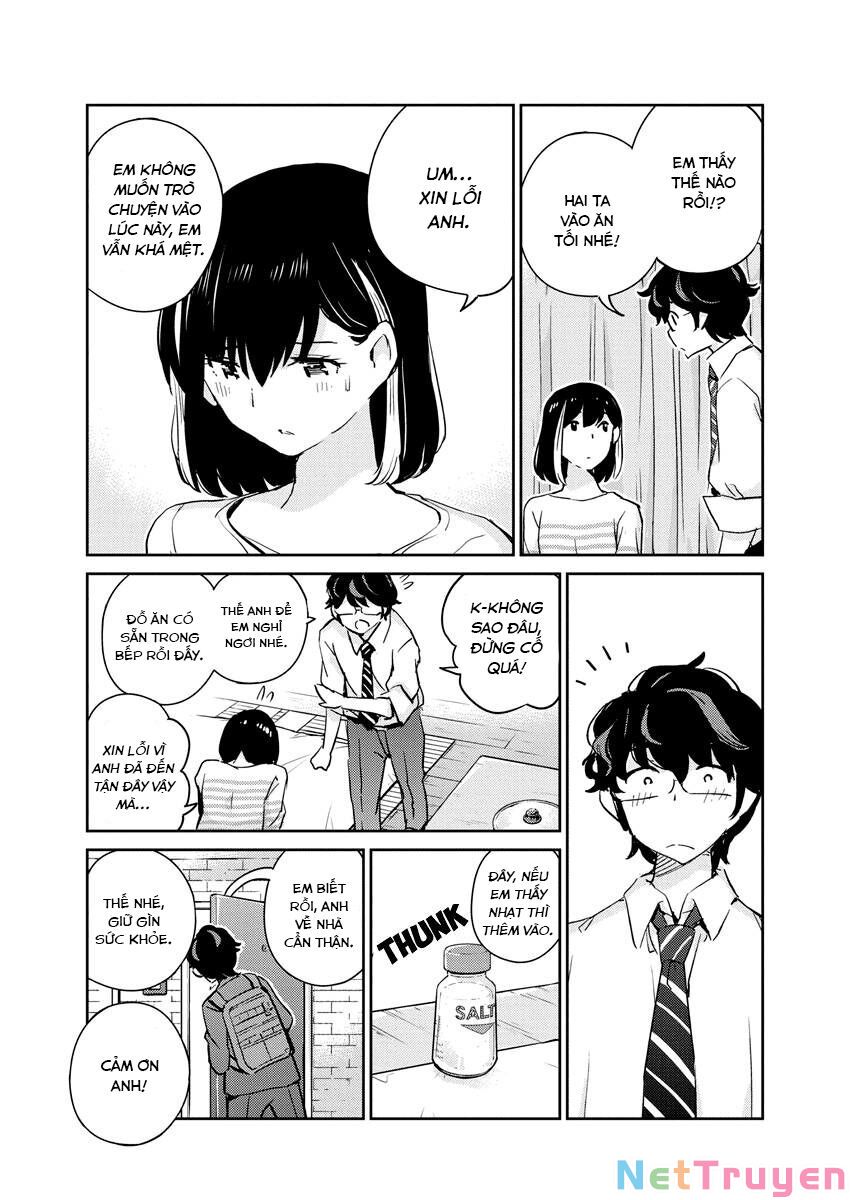 EM THẤY
THẾ NÀO
RỒI!?
HAI TA
VÀO ĂN
TỐI NHÉ!
UM...
XIN LỖI
ANH.
EM KHÔNG
MUỐN TRÒ
CHUYỆN VÀO
LÚC NÀY, EM
VẪN KHÁ MỆT.
K-KHÔNG
SAO ĐÂU,
ĐỪNG CỐ
QUÁ!
THẾ ANH ĐỂ
EM NGHỈ
NGƠI NHÉ.
ĐỒ ĂN CÓ
SẴN TRONG
BẾP RỒI ĐẤY.
XIN LỖI VÌ
ANH ĐÃ ĐẾN
TẬN ĐÂY VẬY
MÀ...
ĐÂY, NẾU
EM THẤY
NHẠT THÌ
THÊM VÀO.
THUNK
SALT
EM BIẾT
RỒI, ANH
VỀ NHÀ
CẨN THẬN.
THẾ NHÉ,
GIỮ GÌN
SỨC KHỎE.
CẢM ƠN
ANH!
NetTruyen